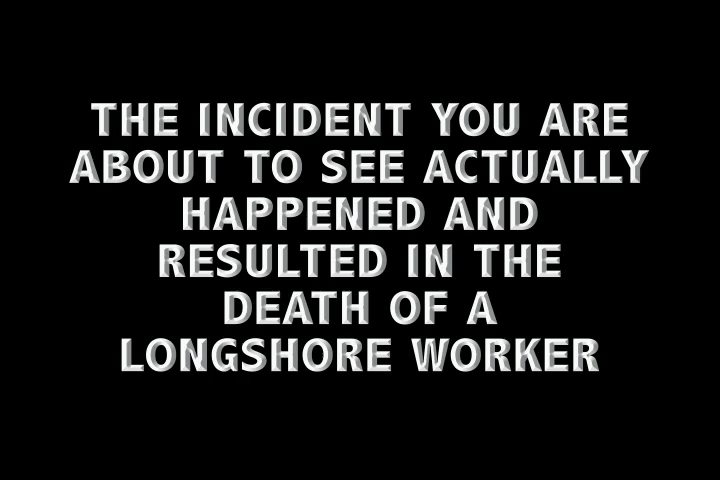 THE INCIDENT YOU ARE
ABOUT TO SEE ACTUALLY
HAPPENED AND
RESULTED IN THE
DEATH OF A
LONGSHORE WORKER